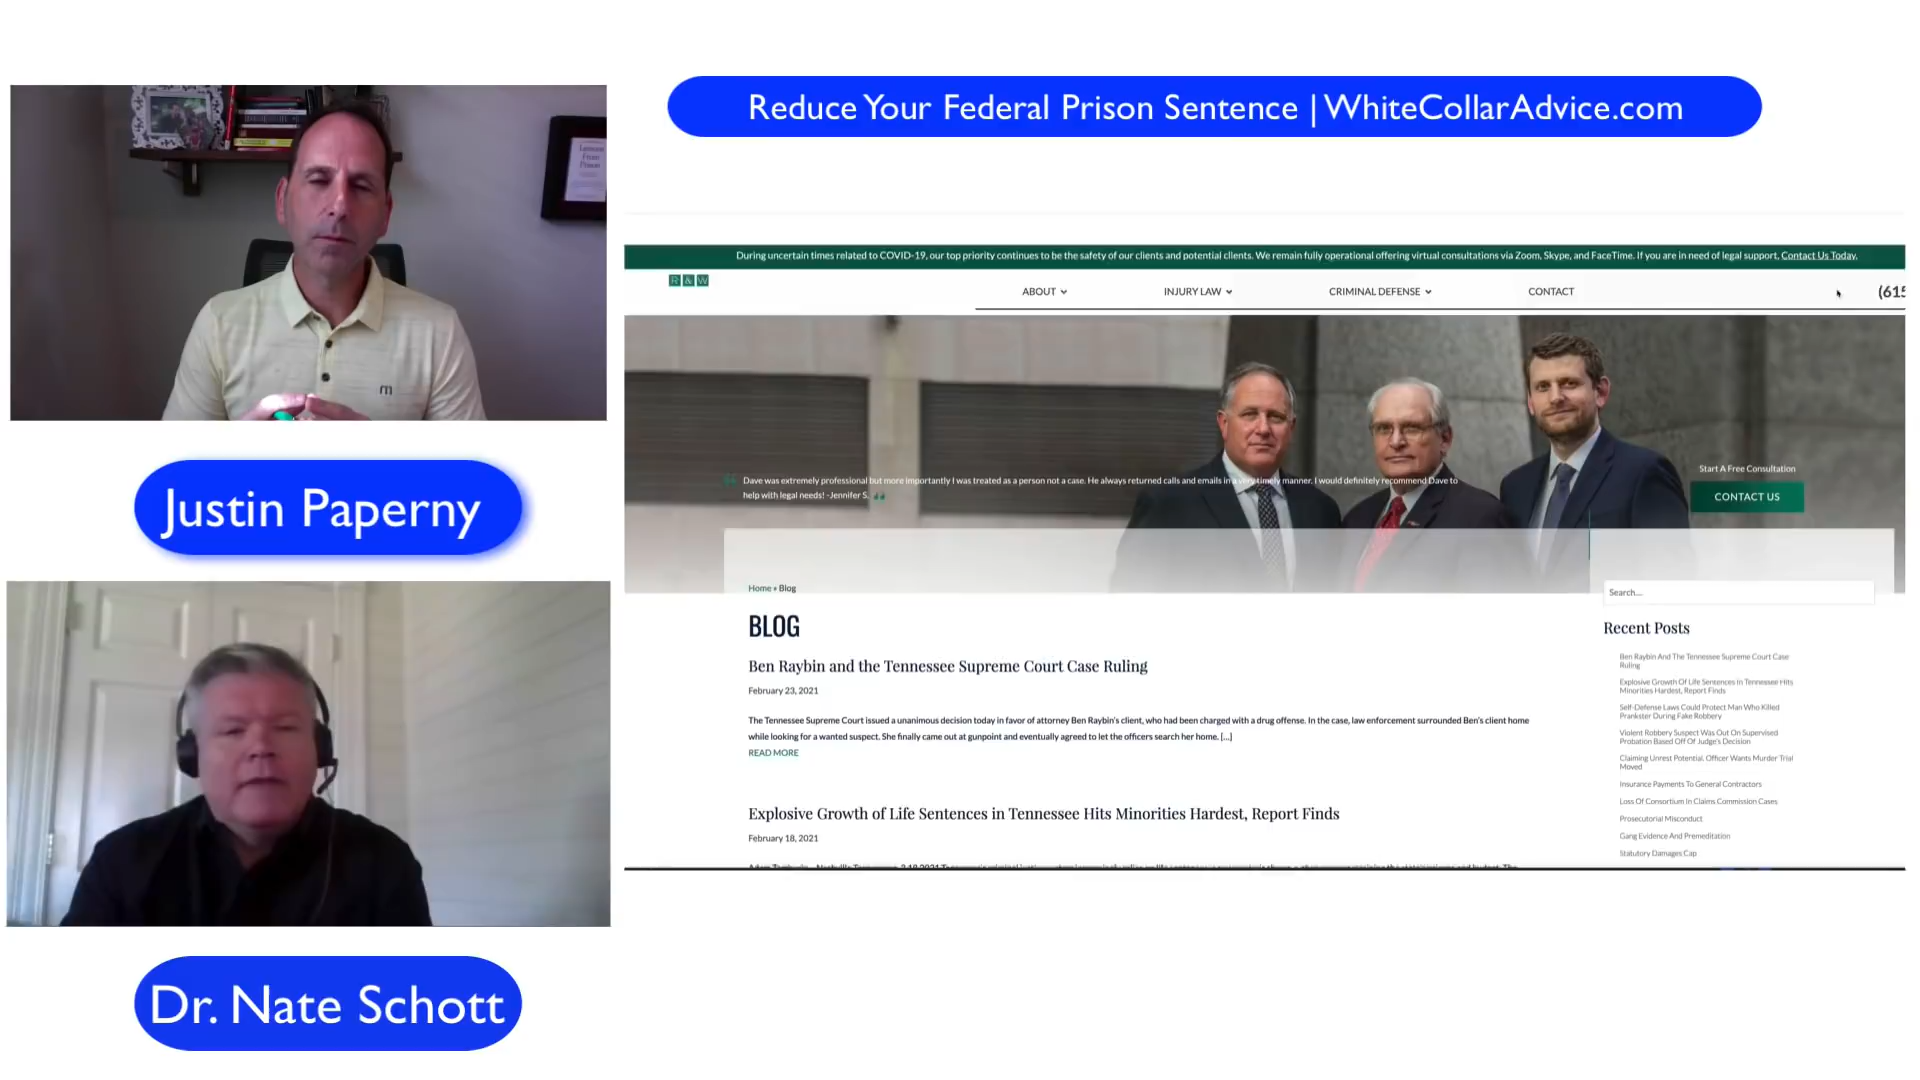 Reduce Your Federal Prison Sentence | WhiteCollarAdvice.com
Lessons
From
Prison
Justin Paperny
Dr. Nate Schott
During uncertain times related to COVID-19, our top priority continues to be the safety of our clients and potential clients. We remain fully operational offering virtual consultations via Zoom, Skype, and FaceTime. If you are in need of legal support, Contact Us Today.
R & W
ABOUT
INJURY LAW
CRIMINAL DEFENSE
CONTACT
(615
Dave was extremely professional but more importantly I was treated as a person not a case. He always returned calls and emails in a very timely manner. I would definitely recommend Dave to
help with legal needs! -Jennifer S.
Start A Free Consultation
CONTACT US
Home » Blog
BLOG
Ben Raybin and the Tennessee Supreme Court Case Ruling
February 23, 2021
The Tennessee Supreme Court issued a unanimous decision today in favor of attorney Ben Raybin's client, who had been charged with a drug offense. In the case, law enforcement surrounded Ben's client home
while looking for a wanted suspect. She finally came out at gunpoint and eventually agreed to let the officers search her home. [...]
READ MORE
Explosive Growth of Life Sentences in Tennessee Hits Minorities Hardest, Report Finds
February 18, 2021
Search...
Recent Posts
Ben Raybin And The Tennessee Supreme Court Case
Ruling
Explosive Growth Of Life Sentences In Tennessee Hits
Minorities Hardest, Report Finds
Self-Defense Laws Could Protect Man Who Killed
Prankster During Fake Robbery
Violent Robbery Suspect Was Out On Supervised
Probation Based Off Of Judge's Decision
Claiming Unrest Potential, Officer Wants Murder Trial
Moved
Insurance Payments To General Contractors
Loss Of Consortium In Claims Commission Cases
Prosecutorial Misconduct
Gang Evidence And Premeditation
Statutory Damages Cap